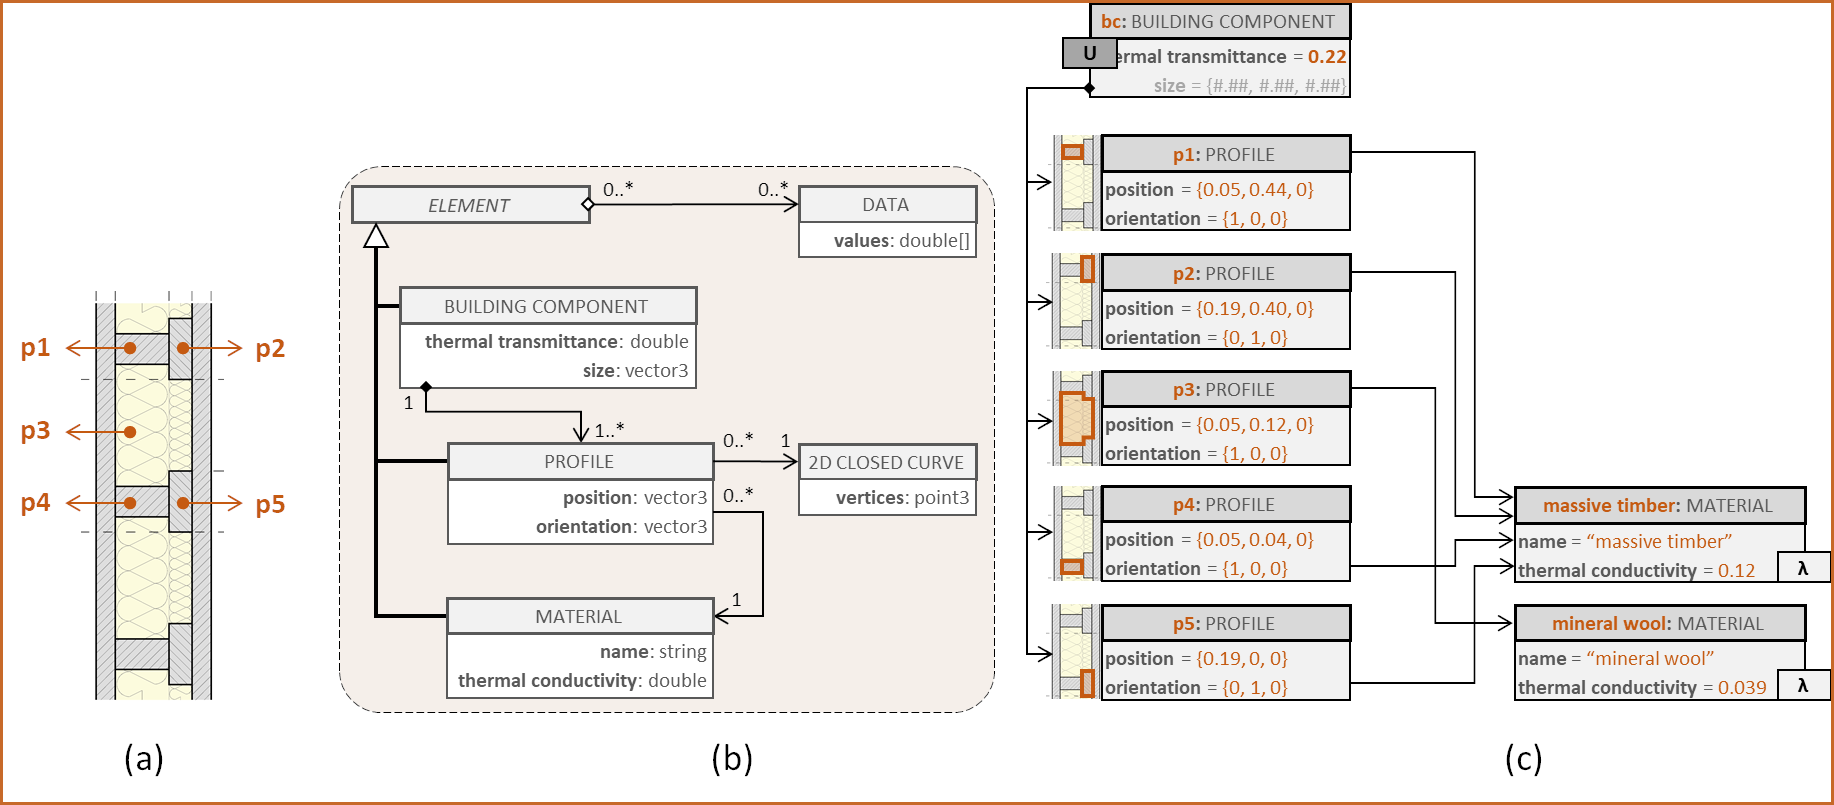 p1
p2
p3
p4
p5
(a)
ELEMENT
0..*
0..*
DATA
values: double[]
BUILDING COMPONENT
thermal transmittance: double
size: vector3
1
1..*
PROFILE
position: vector3
orientation: vector3
0..*
1
2D CLOSED CURVE
vertices: point3
0..*
1
MATERIAL
name: string
thermal conductivity: double
(b)
bc: BUILDING COMPONENT
U
ermal transmittance = 0.22
size = {#.##, #.##, #.##}
p1: PROFILE
position = {0.05, 0.44, 0}
orientation = {1, 0, 0}
p2: PROFILE
position = {0.19, 0.40, 0}
orientation = {0, 1, 0}
p3: PROFILE
position = {0.05, 0.12, 0}
orientation = {1, 0, 0}
p4: PROFILE
position = {0.05, 0.04, 0}
orientation = {1, 0, 0}
p5: PROFILE
position = {0.19, 0, 0}
orientation = {0, 1, 0}
massive timber: MATERIAL
name = “massive timber”
thermal conductivity = 0.12
λ
mineral wool: MATERIAL
name = “mineral wool”
thermal conductivity = 0.039
λ
(c)